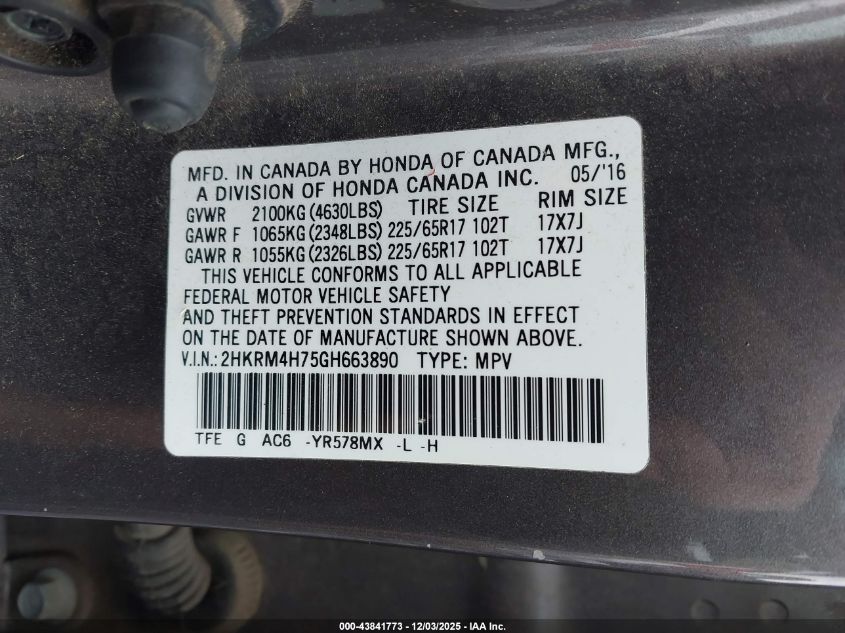 MFD. IN CANADA BY HONDA OF CANADA MFG.,
A DIVISION OF HONDA CANADA INC. 05/'16
GVWR 2100KG (4630LBS) TIRE SIZE RIM SIZE
GAWR F 1065KG (2348LBS) 225/65R17 102T 17X7J
GAWR R 1055KG (2326LBS) 225/65R17 102T 17X7J
THIS VEHICLE CONFORMS TO ALL APPLICABLE
FEDERAL MOTOR VEHICLE SAFETY
AND THEFT PREVENTION STANDARDS IN EFFECT
ON THE DATE OF MANUFACTURE SHOWN ABOVE.
V.I.N.: 2HKRM4H75GH663890 TYPE: MPV
TFE G AC6 -YR578MX -L -H
000-43841773 - 12/03/2025 - IAA Inc.